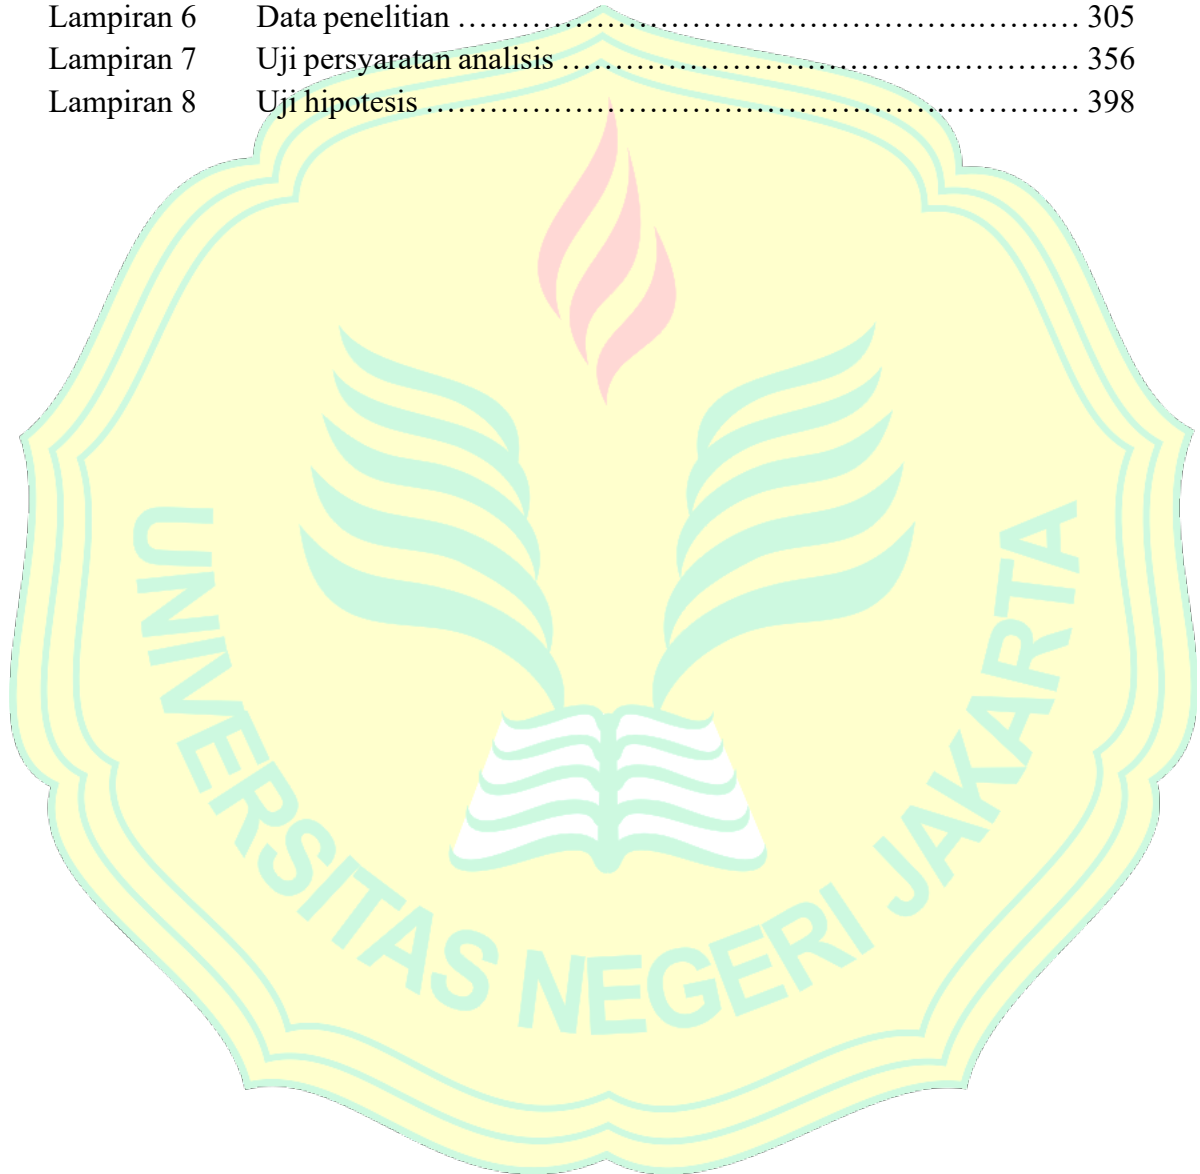 Lampiran 6 Data penelitian ………………………………………………… 305
Lampiran 7 Uji persyaratan analisis ………………………………………… 356
Lampiran 8 Uji hipotesis …………………………………………………… 398
UNIVERSITAS NEGERI JAKARTA